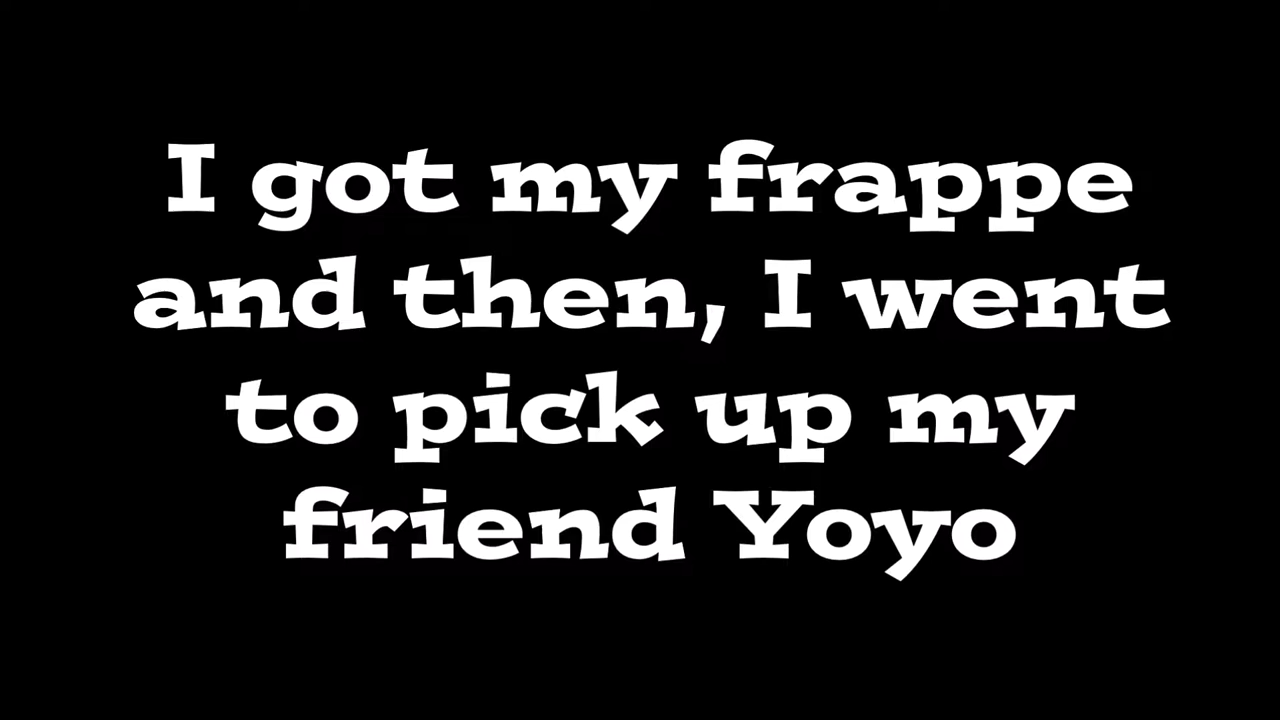 I got my frappe
and then, I went
to pick up my
friend Yoyo